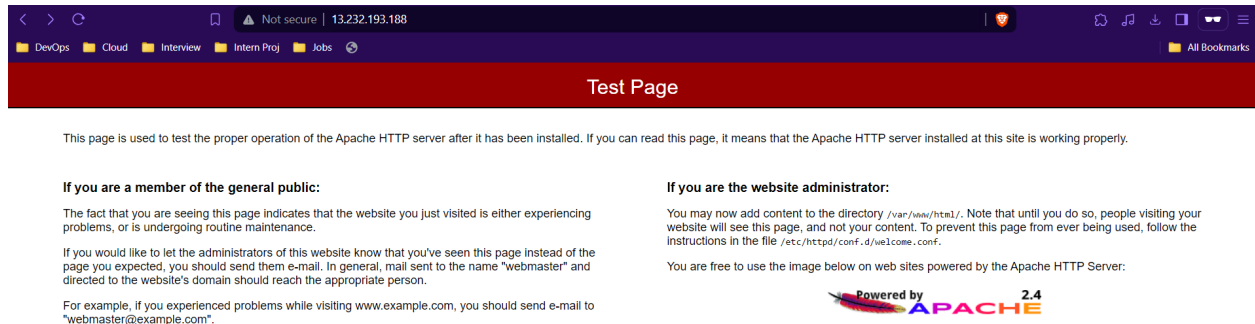 Not secure | 13.232.193.188
DevOps Cloud Interview Intern Proj Jobs All Bookmarks
Test Page
This page is used to test the proper operation of the Apache HTTP server after it has been installed. If you can read this page, it means that the Apache HTTP server installed at this site is working properly.
If you are a member of the general public:
The fact that you are seeing this page indicates that the website you just visited is either experiencing
problems, or is undergoing routine maintenance.
If you would like to let the administrators of this website know that you've seen this page instead of the
page you expected, you should send them e-mail. In general, mail sent to the name "webmaster" and
directed to the website's domain should reach the appropriate person.
For example, if you experienced problems while visiting www.example.com, you should send e-mail to
"webmaster@example.com".
If you are the website administrator:
You may now add content to the directory /var/www/html/. Note that until you do so, people visiting your
website will see this page, and not your content. To prevent this page from ever being used, follow the
instructions in the file /etc/httpd/conf.d/welcome.conf.
You are free to use the image below on web sites powered by the Apache HTTP Server:
Powered by 2.4
APACHE